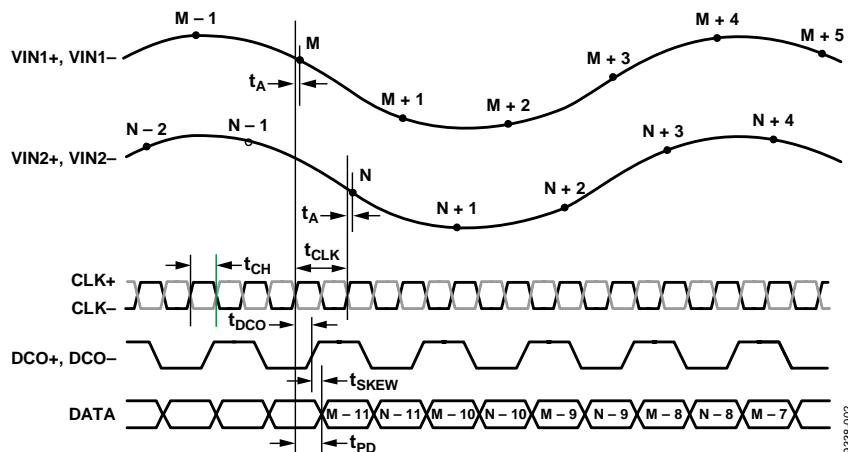 M – 1
M
M + 4
M + 5
VIN1+, VIN1–
tA
M + 3
M + 1
M + 2
N – 2
N – 1
N + 3
N + 4
VIN2+, VIN2–
N
tA
N + 2
N + 1
tCH
tCLK
CLK+
CLK–
tDCO
DCO+, DCO–
tSKEW
DATA
M – 11 N – 11 M – 10 N – 10 M – 9 N – 9 M – 8 N – 8 M – 7
tPD